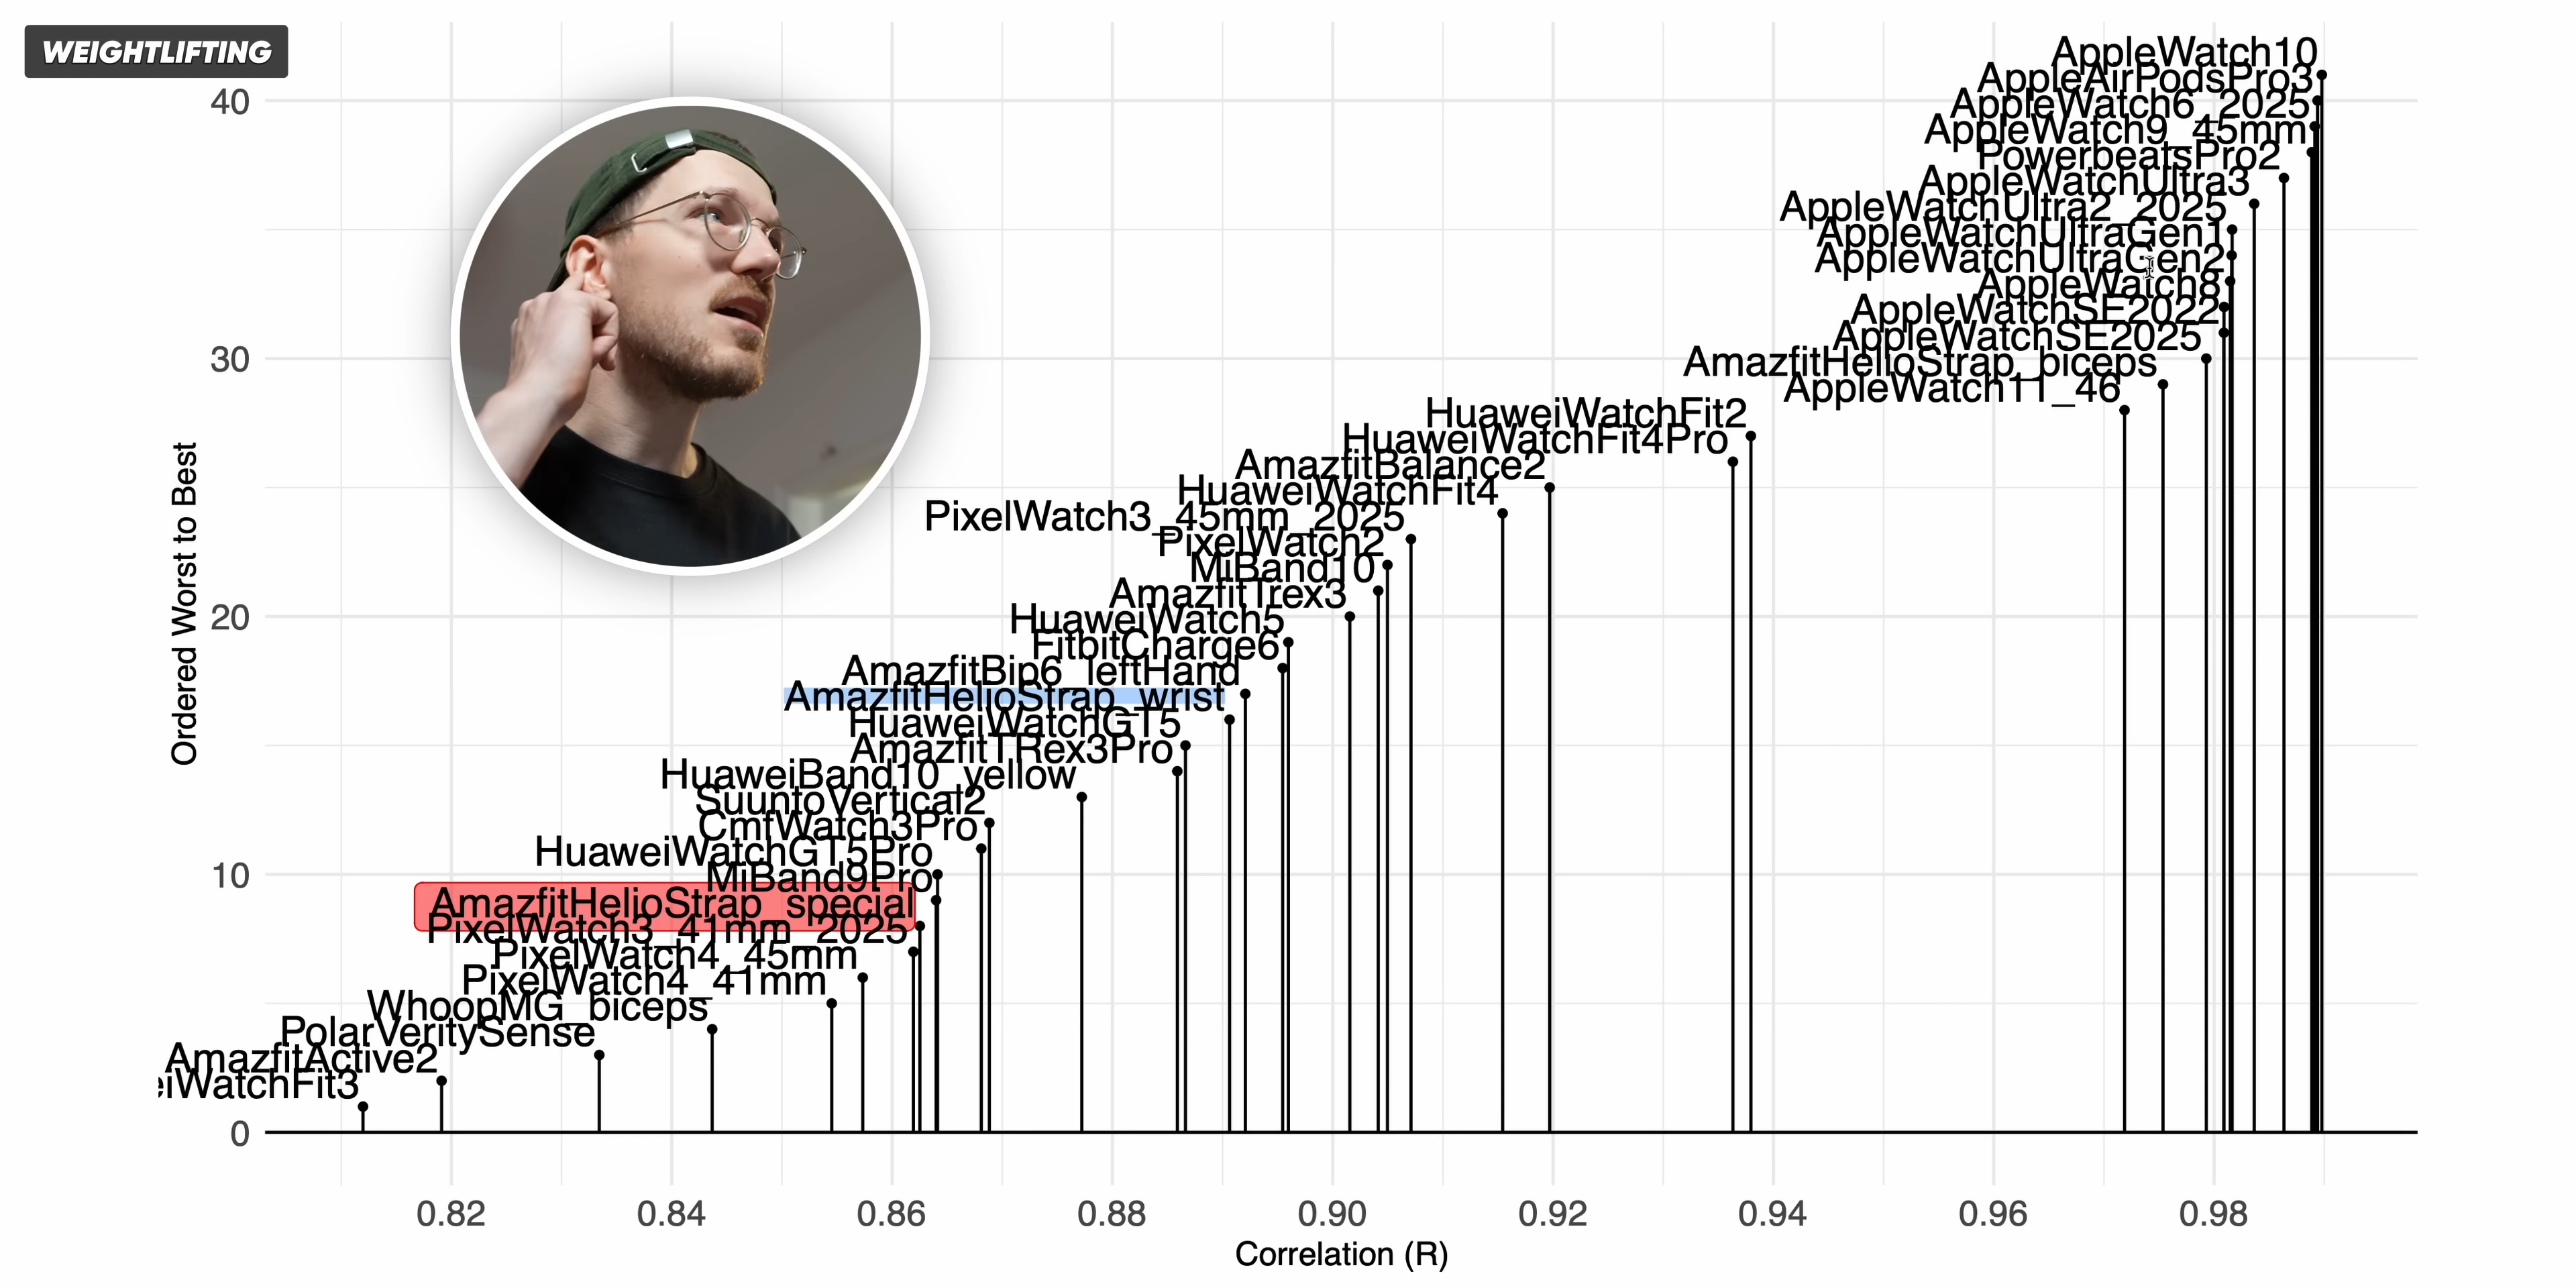 WEIGHTLIFTING
AppleWatch10
AppleAirPodsPro3
40
AppleWatch6_2025
AppleWatch9_45mm
PowerbeatsPro2
AppleWatchUltra3
AppleWatchUltra2_2025
AppleWatchUltraGen1
AppleWatchUltraGen2
AppleWatch8
AppleWatchSE2022
AppleWatchSE2025
30
AmazfitHelioStrap_biceps
AppleWatch11_46
HuaweiWatchFit2
HuaweiWatchFit4Pro
AmazfitBalance2
HuaweiWatchFit4
PixelWatch3_45mm_2025
PixelWatch2
MiBand10
AmazfitTrex3
20
HuaweiWatch5
FitbitCharge6
AmazfitBip6_leftHand
AmazfitHelioStrap_wrist
HuaweiWatchGT5
AmazfitTRex3Pro
HuaweiBand10_yellow
SuuntoVertical2
CmfWatch3Pro
HuaweiWatchGT5Pro
10
MiBand9Pro
AmazfitHelioStrap_special
PixelWatch3_41mm_2025
PixelWatch4_45mm
PixelWatch4_41mm
WhoopMG_biceps
PolarVeritySense
AmazfitActive2
eiWatchFit3
0
Ordered Worst to Best
0.82 0.84 0.86 0.88 0.90 0.92 0.94 0.96 0.98
Correlation (R)